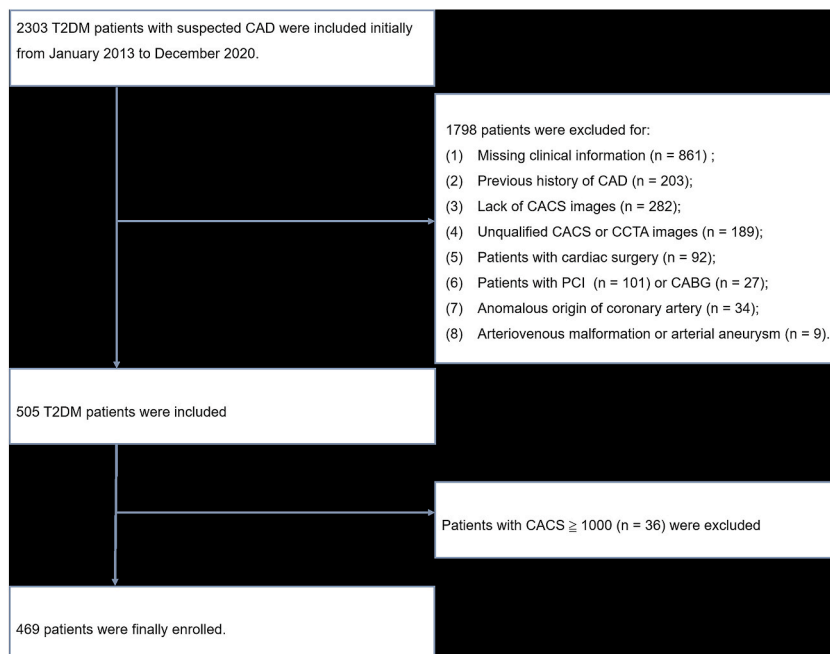 2303 T2DM patients with suspected CAD were included initially
from January 2013 to December 2020.
1798 patients were excluded for:
(1) Missing clinical information (n = 861) ;
(2) Previous history of CAD (n = 203);
(3) Lack of CACS images (n = 282);
(4) Unqualified CACS or CCTA images (n = 189);
(5) Patients with cardiac surgery (n = 92);
(6) Patients with PCI (n = 101) or CABG (n = 27);
(7) Anomalous origin of coronary artery (n = 34);
(8) Arteriovenous malformation or arterial aneurysm (n = 9).
505 T2DM patients were included
Patients with CACS ≧ 1000 (n = 36) were excluded
469 patients were finally enrolled.